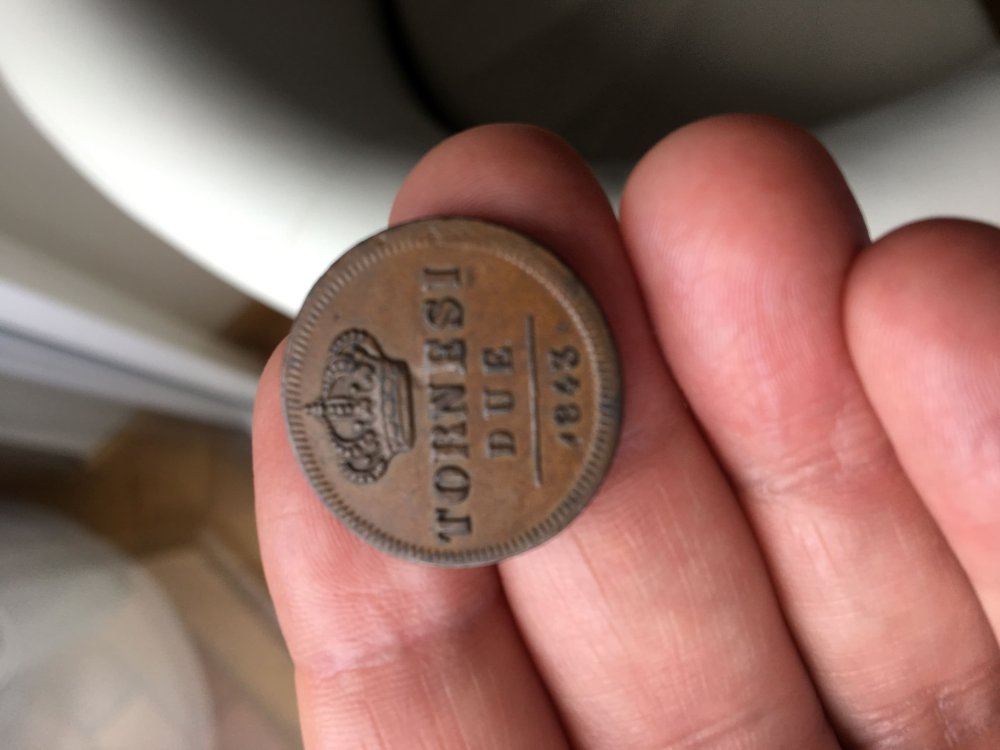 TORNESI
DUE
1843.